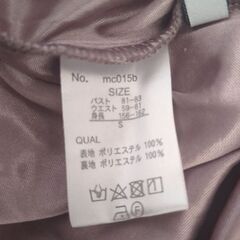 No. mc015b
SIZE
バスト 81-83
ウエスト 59-61
身長 156-162
S
QUAL
表地 ポリエステル 100%
裏地 ポリエステル 100%